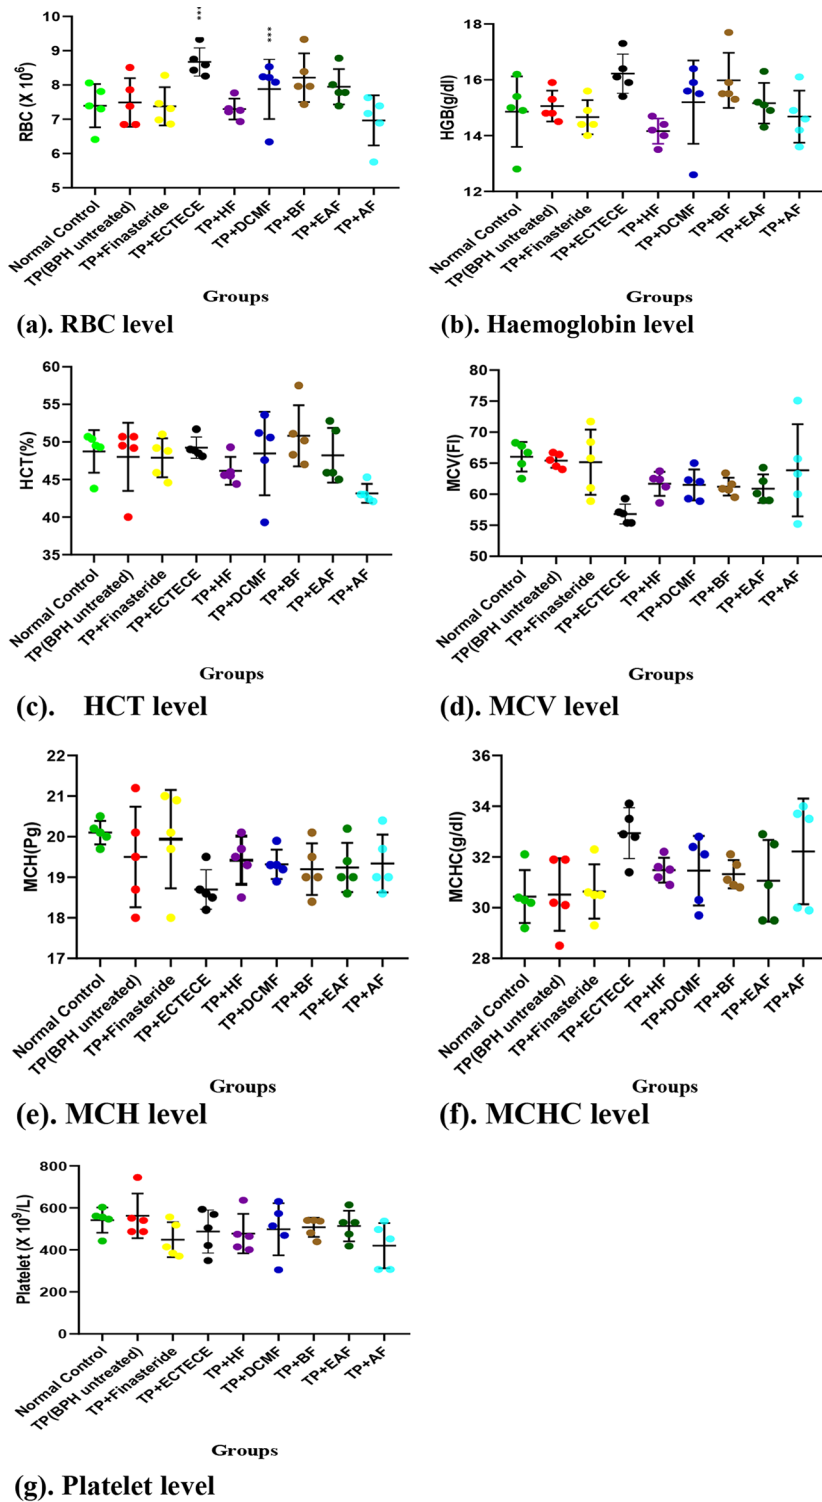 ***
***
RBC (X 10⁶)
10
9
8
7
6
5
Normal Control
TP(BPH untreated)
TP+Finasteride
TP+ECTECE
TP+HF
TP+DCMF
TP+BF
TP+EAF
TP+AF
Groups
(a). RBC level
HGB(g/dl)
18
16
14
12
Normal Control
TP(BPH untreated)
TP+Finasteride
TP+ECTECE
TP+HF
TP+DCMF
TP+BF
TP+EAF
TP+AF
Groups
(b). Haemoglobin level
HCT(%)
60
55
50
45
40
35
Normal Control
TP(BPH untreated)
TP+Finasteride
TP+ECTECE
TP+HF
TP+DCMF
TP+BF
TP+EAF
TP+AF
Groups
(c). HCT level
MCV(Fl)
80
75
70
65
60
55
50
Normal Control
TP(BPH untreated)
TP+Finasteride
TP+ECTECE
TP+HF
TP+DCMF
TP+BF
TP+EAF
TP+AF
Groups
(d). MCV level
MCH(Pg)
22
21
20
19
18
17
Normal Control
TP(BPH untreated)
TP+Finasteride
TP+ECTECE
TP+HF
TP+DCMF
TP+BF
TP+EAF
TP+AF
Groups
(e). MCH level
MCHC(g/dl)
36
34
32
30
28
Normal Control
TP(BPH untreated)
TP+Finasteride
TP+ECTECE
TP+HF
TP+DCMF
TP+BF
TP+EAF
TP+AF
Groups
(f). MCHC level
Platelet (X 10⁹/L)
800
600
400
200
0
Normal Control
TP(BPH untreated)
TP+Finasteride
TP+ECTECE
TP+HF
TP+DCMF
TP+BF
TP+EAF
TP+AF
Groups
(g). Platelet level